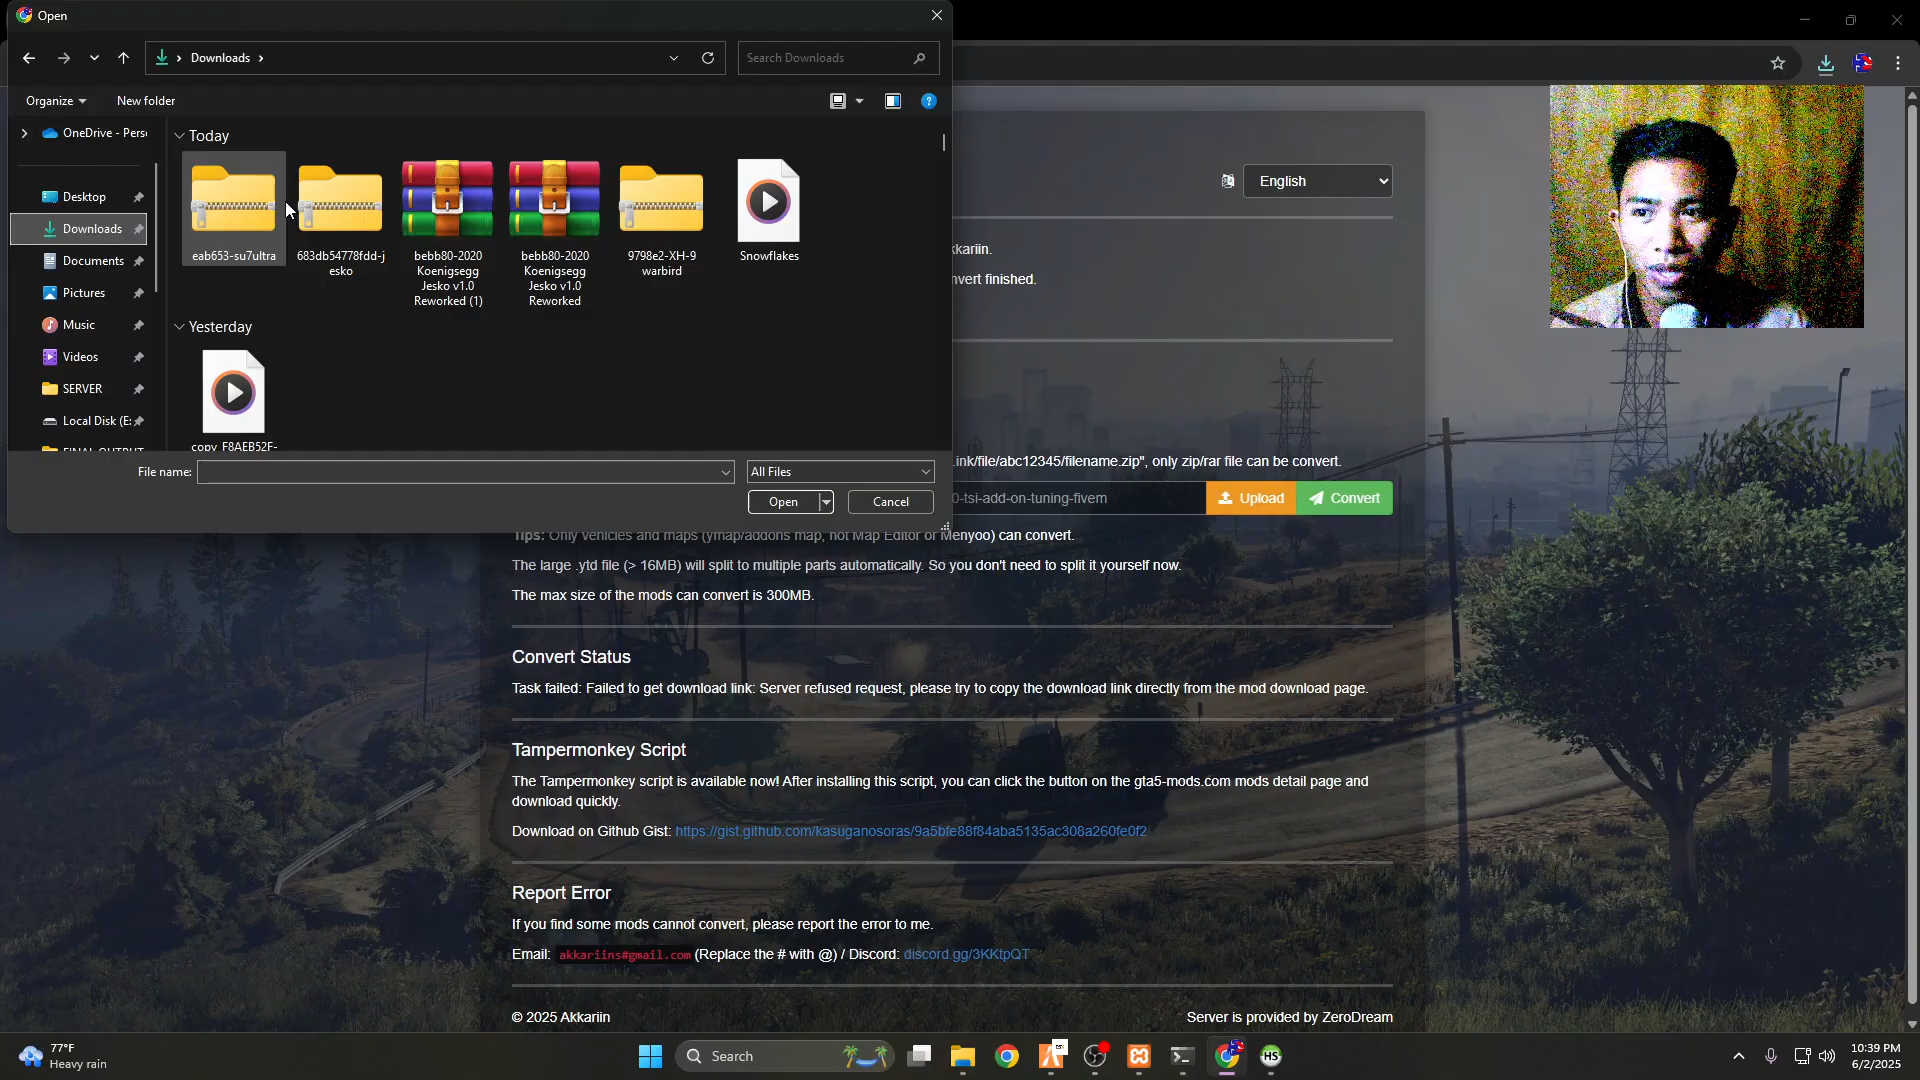 Open
Downloads
Search Downloads
Organize
New folder
OneDrive - Pers
Desktop
Downloads
Documents
Pictures
Music
Videos
SERVER
Local Disk (E:
Today
eab653-su7ultra
683db54778fdd-j
esko
bebb80-2020
Koenigsegg
Jesko v1.0
Reworked (1)
bebb80-2020
Koenigsegg
Jesko v1.0
Reworked
9798e2-XH-9
warbird
Snowflakes
Yesterday
copy_F8AEB52F-
File name:
All Files
Open
Cancel
English
kkariin.
nvert finished.
ink/file/abc12345/filename.zip", only zip/rar file can be convert.
0-tsi-add-on-tuning-fivem
Upload
Convert
Tips: Only vehicles and maps (ymap/addons map, not Map Editor or Menyoo) can convert.
The large .ytd file (> 16MB) will split to multiple parts automatically. So you don't need to split it yourself now.
The max size of the mods can convert is 300MB.
Convert Status
Task failed: Failed to get download link: Server refused request, please try to copy the download link directly from the mod download page.
Tampermonkey Script
The Tampermonkey script is available now! After installing this script, you can click the button on the gta5-mods.com mods detail page and
download quickly.
Download on Github Gist: https://gist.github.com/kasuganosoras/9a5bfe88f84aba5135ac308a260fe0f2
Report Error
If you find some mods cannot convert, please report the error to me.
Email: akkariins#gmail.com (Replace the # with @) / Discord: discord.gg/3KKtpQT
© 2025 Akkariin
Server is provided by ZeroDream
77°F
Heavy rain
Search
HS
10:39 PM
6/2/2025